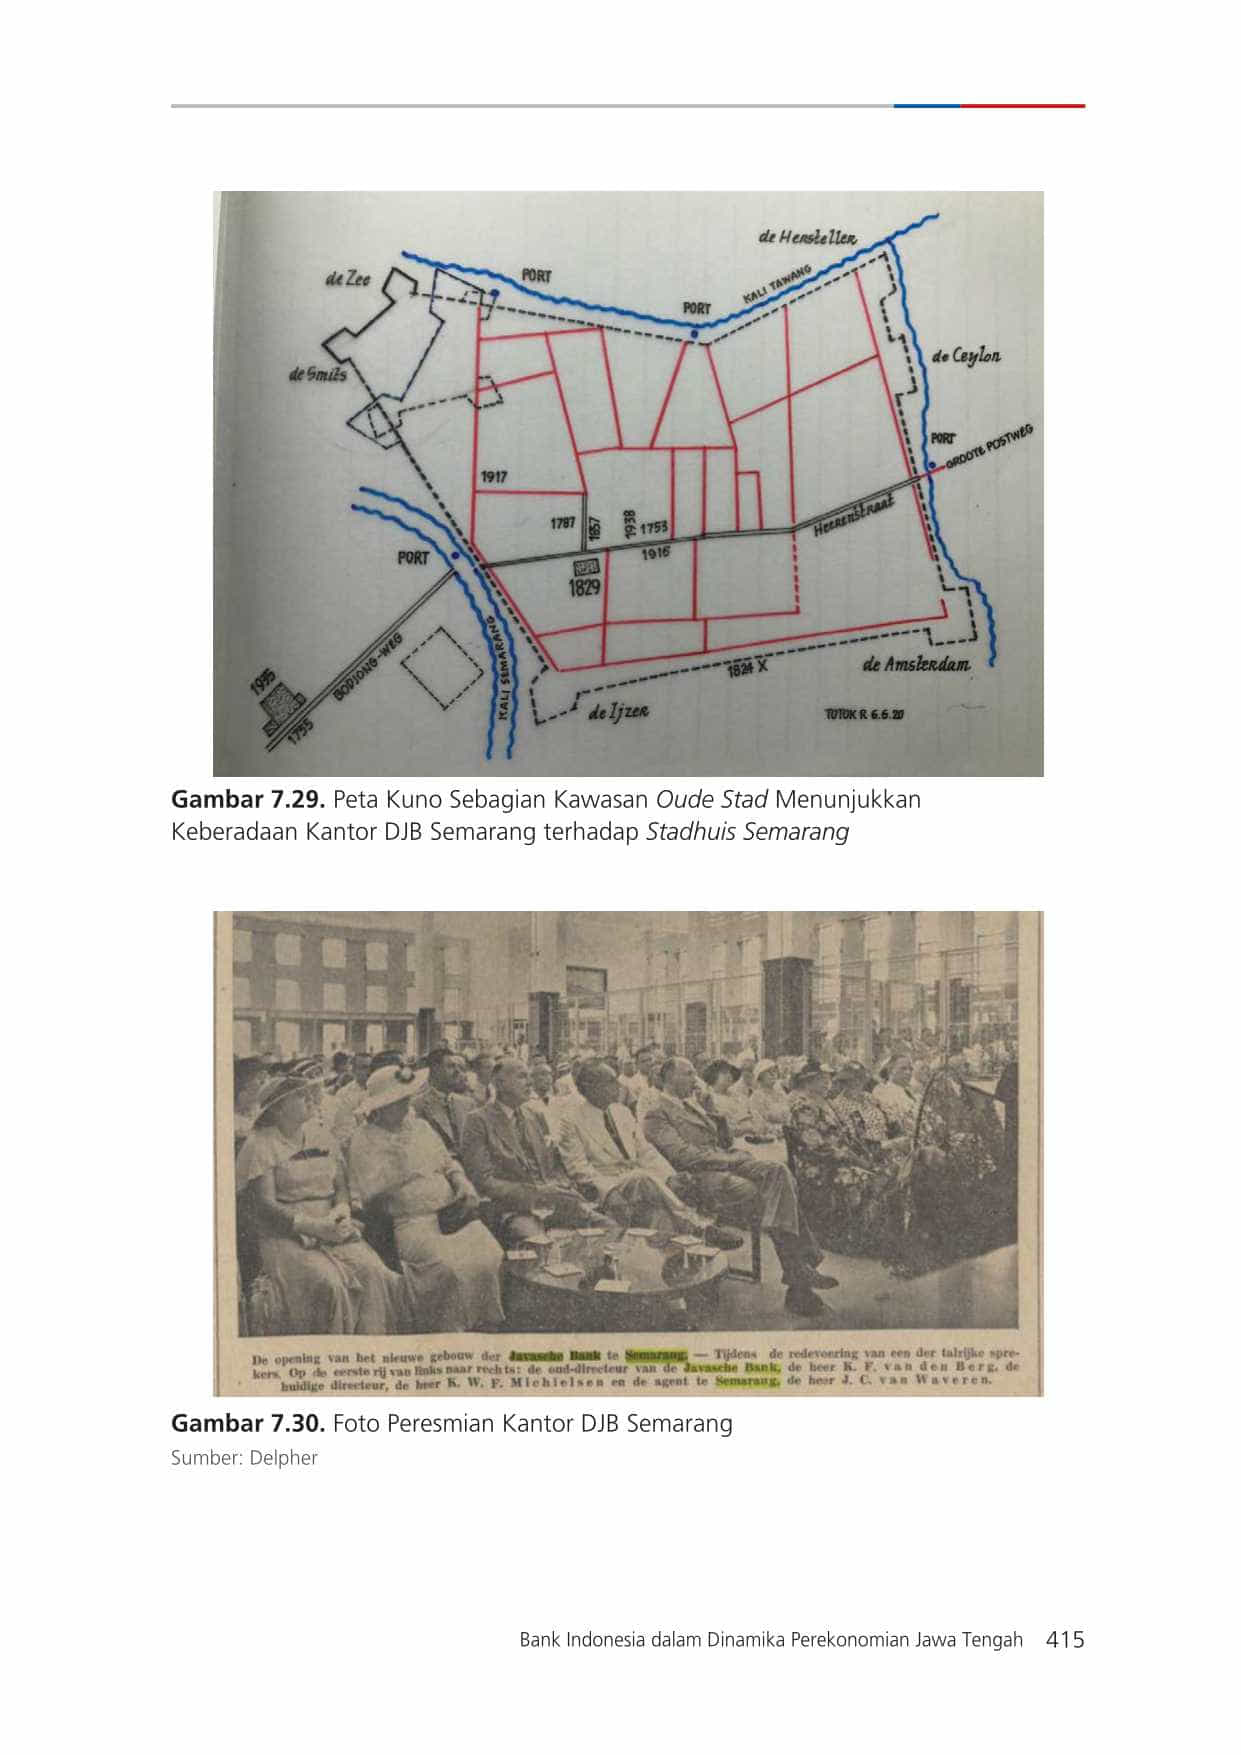 de Hersteller
de Zee
PORT
KALI TAWANG
PORT
de Smits
de Ceylon
PORT
GROOTE POSTWEG
1917
1787
1857
1938
1753
HEERENSTRAAT
1916
PORT
1829
KALI SEMARANG
BODJONG-WEG
1935
1755
1824 X
de Amsterdam
de Ijzer
TOTOK R. 6.6.20
Gambar 7.29. Peta Kuno Sebagian Kawasan Oude Stad Menunjukkan
Keberadaan Kantor DJB Semarang terhadap Stadhuis Semarang
De opening van het nieuwe gebouw der Javasche Bank te Semarang. — Tijdens de redevoering van een der talrijke spre-
kers. Op de eerste rij van links naar rechts: de oud-directeur van de Javasche Bank, de heer K. F. van den Berg, de
huidige directeur, de heer K. W. F. Michielsen en de agent te Semarang, de heer J. C. van Waveren.
Gambar 7.30. Foto Peresmian Kantor DJB Semarang
Sumber: Delpher
Bank Indonesia dalam Dinamika Perekonomian Jawa Tengah 415